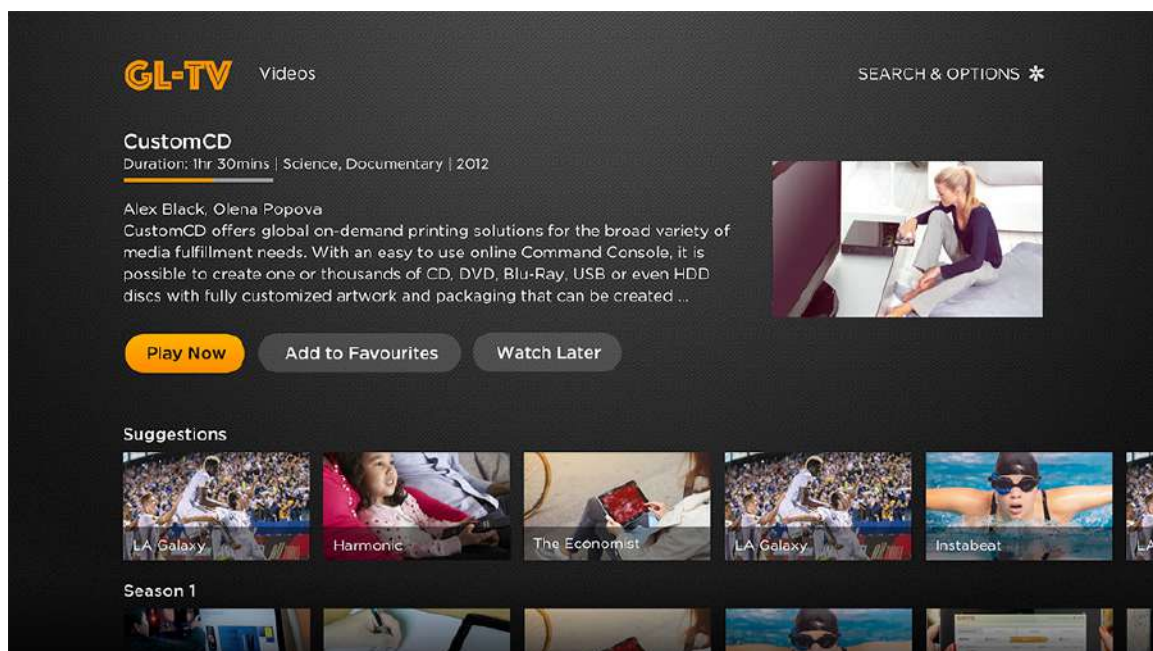 GL-TV Videos
SEARCH & OPTIONS *
CustomCD
Duration: 1hr 30mins | Science, Documentary | 2012
Alex Black, Olena Popova
CustomCD offers global on-demand printing solutions for the broad variety of
media fulfillment needs. With an easy to use online Command Console, it is
possible to create one or thousands of CD, DVD, Blu-Ray, USB or even HDD
discs with fully customized artwork and packaging that can be created ...
Play Now
Add to Favourites
Watch Later
Suggestions
LA Galaxy
Harmonic
The Economist
LA Galaxy
Instabeat
LA
Season 1